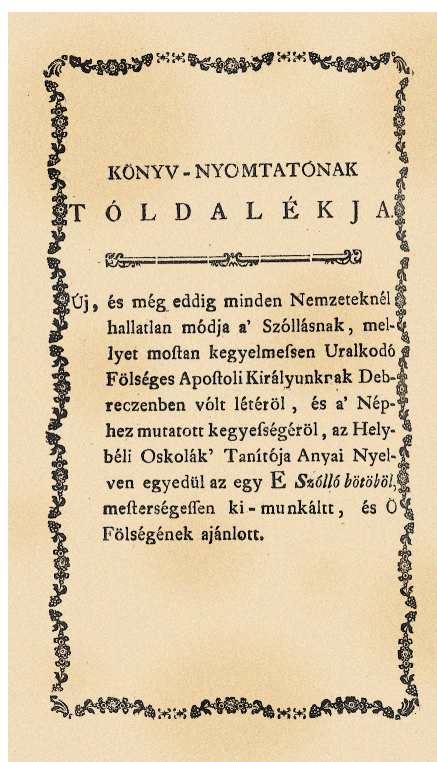 KÖNYV-NYOMTATÓNAK
TÓLDALÉKJA.
Új, és még eddig minden Nemzeteknél
hallatlan módja a’ Szóllásnak, mel-
lyet moſtan kegyelmeſsen Uralkodó
Fölséges Apoſtoli Királyunknak Deb-
reczenben vólt létéröl, és a’ Nép-
hez mutatott kegyeſségéröl, az Hely-
béli Oskolák’ Tanítója Anyai Nyel-
ven egyedül az egy E Szólló bötöböl,
meſterségeſſen ki-munkáltt, és Ö
Fölségének ajánlott.